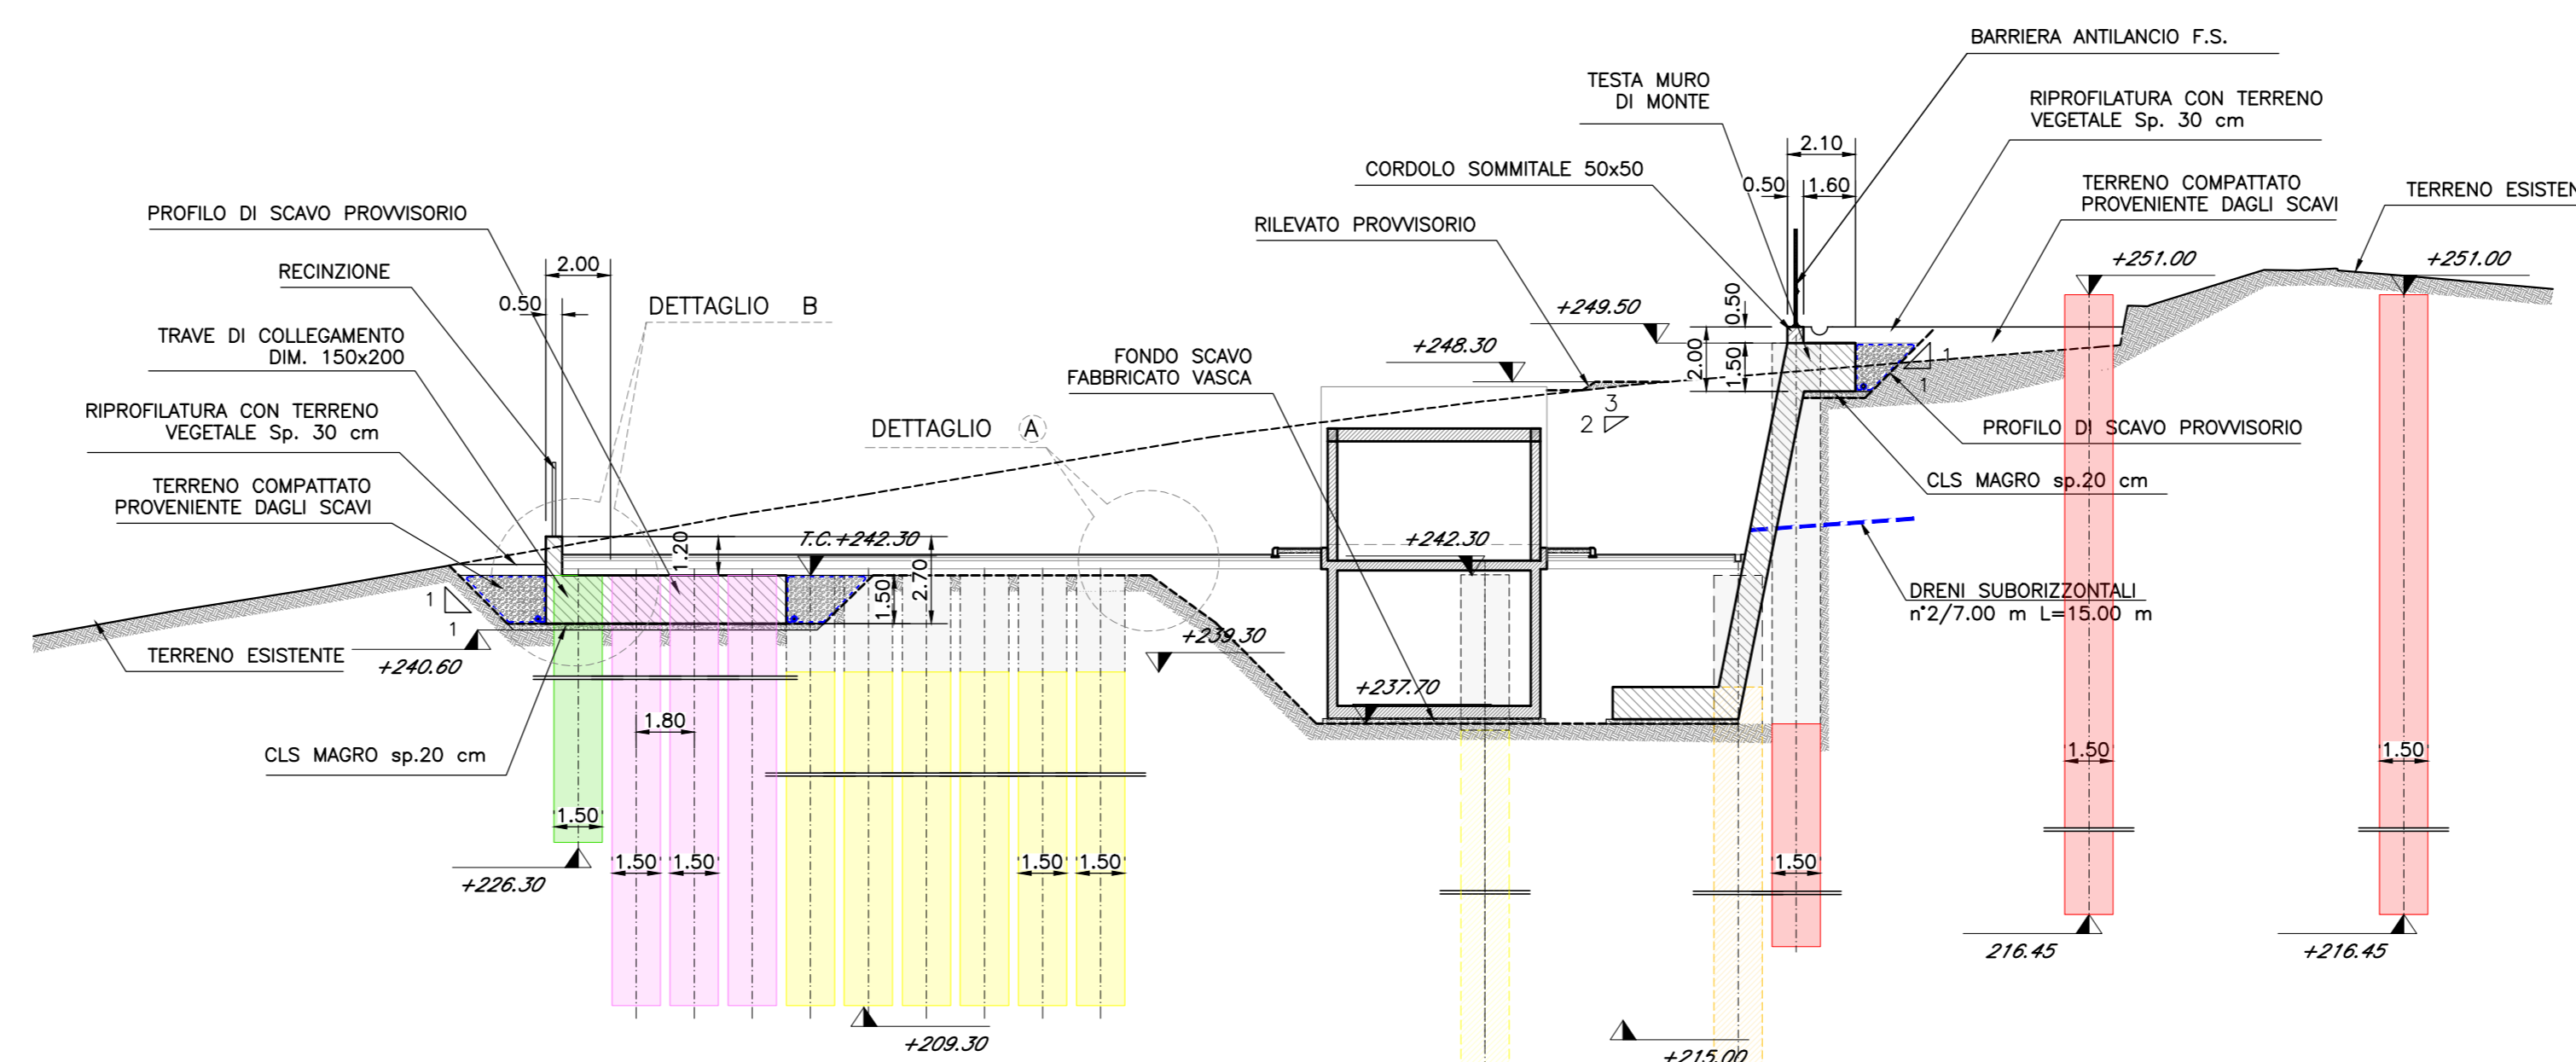 BARRIERA ANTILANCIO F.S.
TESTA MURO
DI MONTE
RIPROFILATURA CON TERRENO
VEGETALE Sp. 30 cm
2.10
CORDOLO SOMMITALE 50x50
0.50
1.60
TERRENO COMPATTATO
PROVENIENTE DAGLI SCAVI
TERRENO ESISTEN
PROFILO DI SCAVO PROVVISORIO
RILEVATO PROVVISORIO
RECINZIONE
2.00
+251.00
+251.00
0.50
DETTAGLIO B
+249.50
0.50
TRAVE DI COLLEGAMENTO
DIM. 150x200
FONDO SCAVO
FABBRICATO VASCA
+248.30
2.00
1.50
1
1
RIPROFILATURA CON TERRENO
VEGETALE Sp. 30 cm
DETTAGLIO A
3
2
PROFILO DI SCAVO PROVVISORIO
TERRENO COMPATTATO
PROVENIENTE DAGLI SCAVI
CLS MAGRO sp.20 cm
1.20
T.C.+242.30
+242.30
2.70
1.50
1
1
DRENI SUBORIZZONTALI
n°2/7.00 m L=15.00 m
TERRENO ESISTENTE
+240.60
+239.30
+237.70
1.80
CLS MAGRO sp.20 cm
1.50
1.50
1.50
1.50
1.50
1.50
1.50
1.50
+226.30
216.45
+216.45
+209.30
+215.00